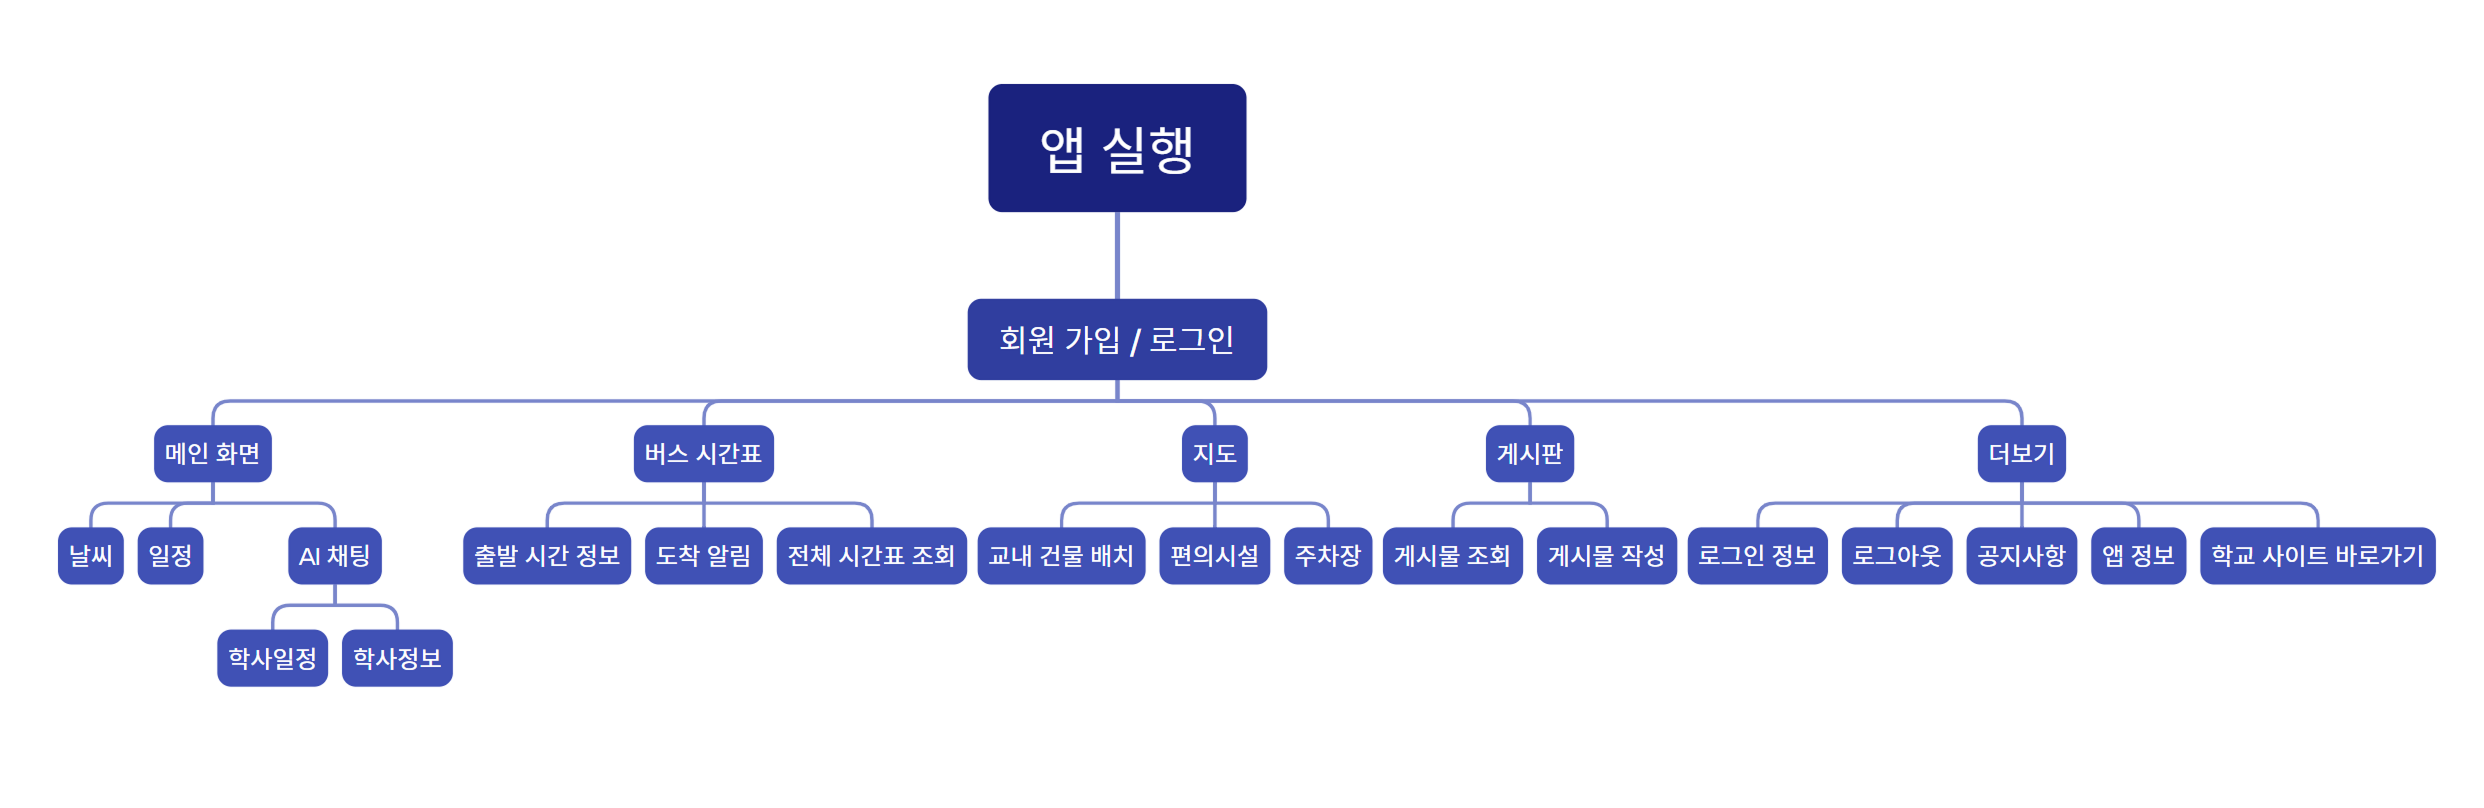 앱 실행
회원 가입 / 로그인
메인 화면
버스 시간표
지도
게시판
더보기
날씨
일정
AI 채팅
출발 시간 정보
도착 알림
전체 시간표 조회
교내 건물 배치
편의시설
주차장
게시물 조회
게시물 작성
로그인 정보
로그아웃
공지사항
앱 정보
학교 사이트 바로가기
학사일정
학사정보